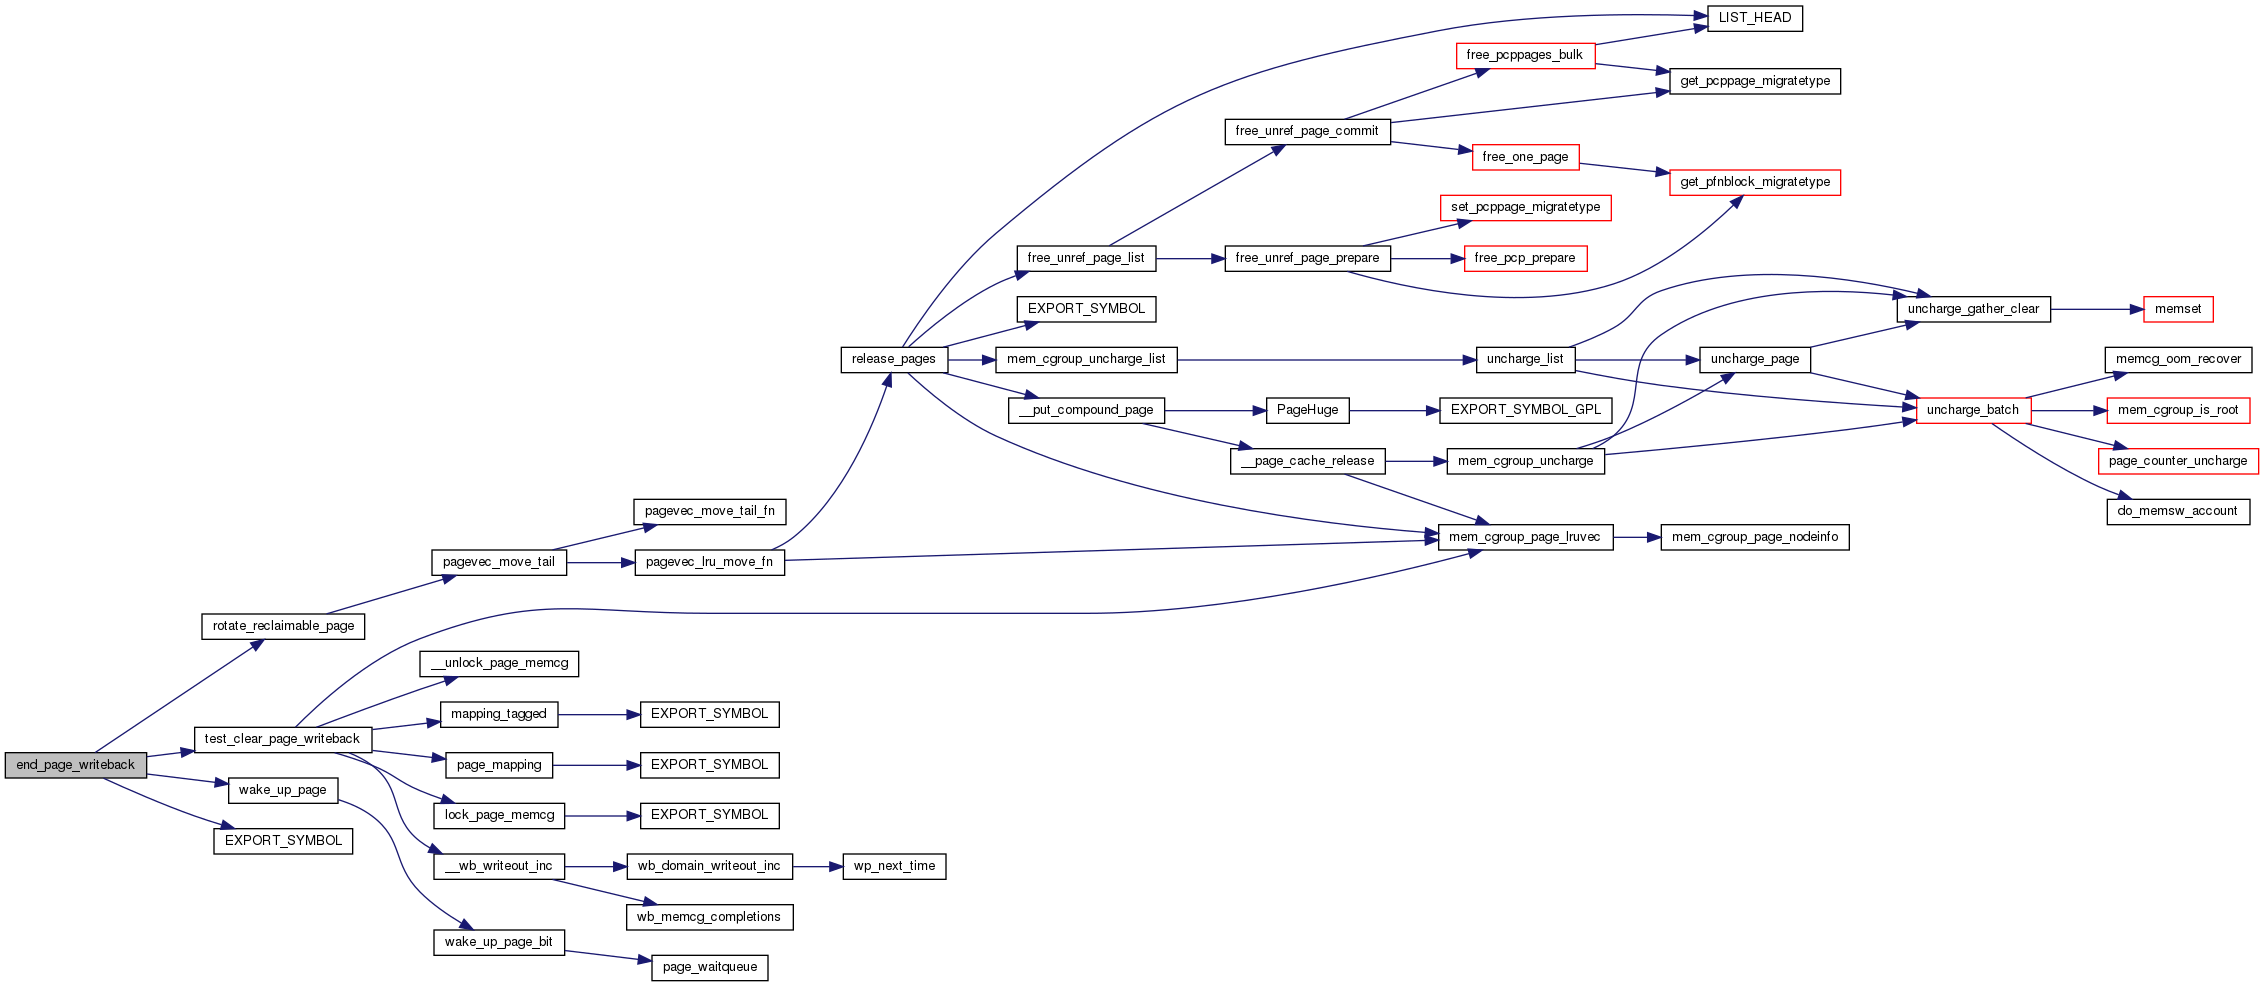 LIST_HEAD
free_pcppages_bulk
get_pcppage_migratetype
free_unref_page_commit
free_one_page
get_pfnblock_migratetype
set_pcppage_migratetype
free_unref_page_list
free_unref_page_prepare
free_pcp_prepare
EXPORT_SYMBOL
uncharge_gather_clear
memset
release_pages
mem_cgroup_uncharge_list
uncharge_list
uncharge_page
memcg_oom_recover
__put_compound_page
PageHuge
EXPORT_SYMBOL_GPL
uncharge_batch
mem_cgroup_is_root
__page_cache_release
mem_cgroup_uncharge
page_counter_uncharge
pagevec_move_tail_fn
do_memsw_account
mem_cgroup_page_lruvec
mem_cgroup_page_nodeinfo
pagevec_move_tail
pagevec_lru_move_fn
rotate_reclaimable_page
__unlock_page_memcg
mapping_tagged
EXPORT_SYMBOL
test_clear_page_writeback
end_page_writeback
page_mapping
EXPORT_SYMBOL
wake_up_page
lock_page_memcg
EXPORT_SYMBOL
EXPORT_SYMBOL
__wb_writeout_inc
wb_domain_writeout_inc
wp_next_time
wb_memcg_completions
wake_up_page_bit
page_waitqueue